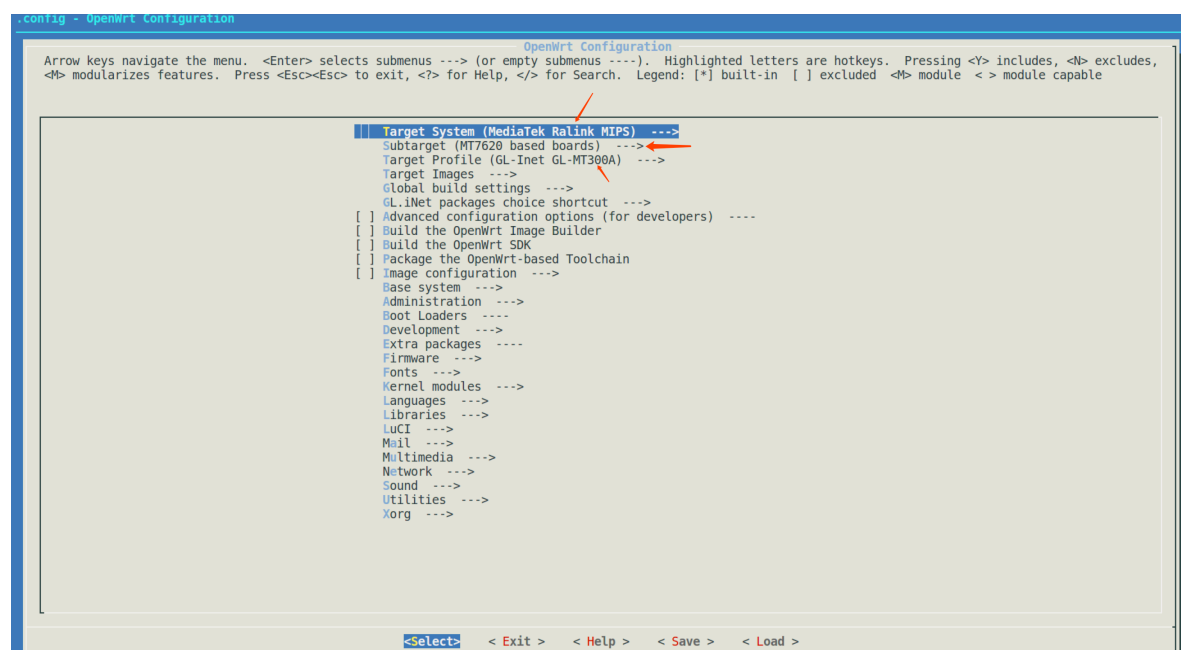 .config - OpenWrt Configuration
OpenWrt Configuration
Arrow keys navigate the menu.  <Enter> selects submenus ---> (or empty submenus ----).  Highlighted letters are hotkeys.  Pressing <Y> includes, <N> excludes,
<M> modularizes features.  Press <Esc><Esc> to exit, <?> for Help, </> for Search.  Legend: [*] built-in  [ ] excluded  <M> module  < > module capable
Target System (MediaTek Ralink MIPS)  --->
Subtarget (MT7620 based boards)  --->
Target Profile (GL-Inet GL-MT300A)  --->
Target Images  --->
Global build settings  --->
GL.iNet packages choice shortcut  --->
[ ] Advanced configuration options (for developers)  ----
[ ] Build the OpenWrt Image Builder
[ ] Build the OpenWrt SDK
[ ] Package the OpenWrt-based Toolchain
[ ] Image configuration  --->
Base system  --->
Administration  --->
Boot Loaders  ----
Development  --->
Extra packages  ----
Firmware  --->
Fonts  --->
Kernel modules  --->
Languages  --->
Libraries  --->
LuCI  --->
Mail  --->
Multimedia  --->
Network  --->
Sound  --->
Utilities  --->
Xorg  --->
<Select>    < Exit >    < Help >    < Save >    < Load >